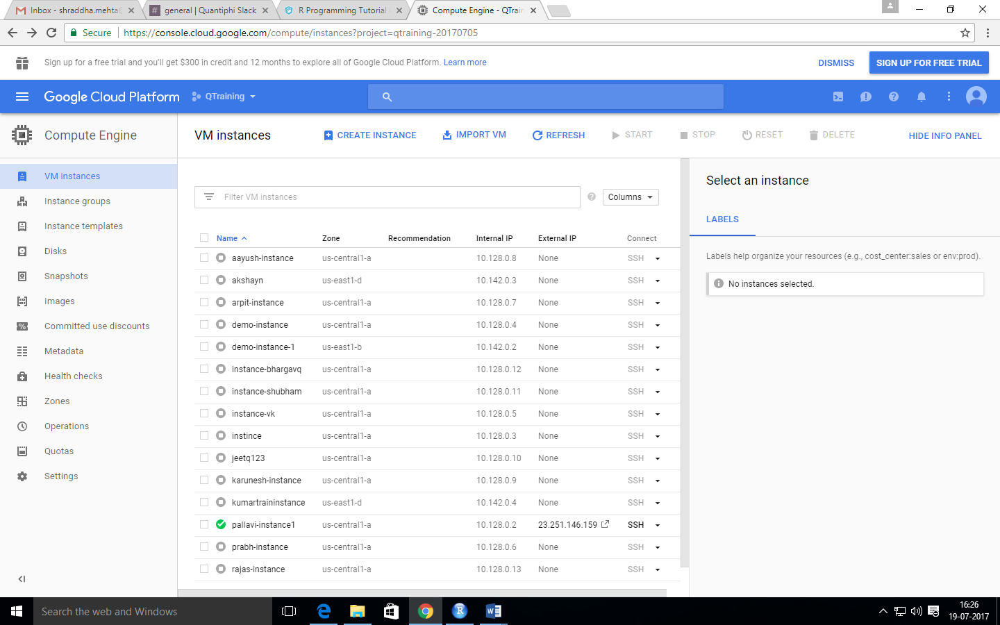 Inbox - shraddha.mehta
general | Quantiphi Slack
R Programming Tutorial
Compute Engine - QTrain
Secure
https://console.cloud.google.com/compute/instances?project=qtraining-20170705
Sign up for a free trial and you'll get $300 in credit and 12 months to explore all of Google Cloud Platform. Learn more
DISMISS
SIGN UP FOR FREE TRIAL
Google Cloud Platform
QTraining
Compute Engine
VM instances
CREATE INSTANCE
IMPORT VM
REFRESH
START
STOP
RESET
DELETE
HIDE INFO PANEL
VM instances
Instance groups
Instance templates
Disks
Snapshots
Images
Committed use discounts
Metadata
Health checks
Zones
Operations
Quotas
Settings
Filter VM instances
Columns
Name Zone Recommendation Internal IP External IP Connect
aayush-instance us-central1-a 10.128.0.8 None SSH
akshayn us-east1-d 10.142.0.3 None SSH
arpit-instance us-central1-a 10.128.0.7 None SSH
demo-instance us-central1-a 10.128.0.4 None SSH
demo-instance-1 us-east1-b 10.142.0.2 None SSH
instance-bhargavq us-central1-a 10.128.0.12 None SSH
instance-shubham us-central1-a 10.128.0.11 None SSH
instance-vk us-central1-a 10.128.0.5 None SSH
instince us-central1-a 10.128.0.3 None SSH
jeetq123 us-central1-a 10.128.0.10 None SSH
karunesh-instance us-central1-a 10.128.0.9 None SSH
kumartraininstance us-east1-d 10.142.0.4 None SSH
pallavi-instance1 us-central1-a 10.128.0.2 23.251.146.159 SSH
prabh-instance us-central1-a 10.128.0.6 None SSH
rajas-instance us-central1-a 10.128.0.13 None SSH
Select an instance
LABELS
Labels help organize your resources (e.g., cost_center:sales or env:prod).
No instances selected.
Search the web and Windows
16:26
19-07-2017